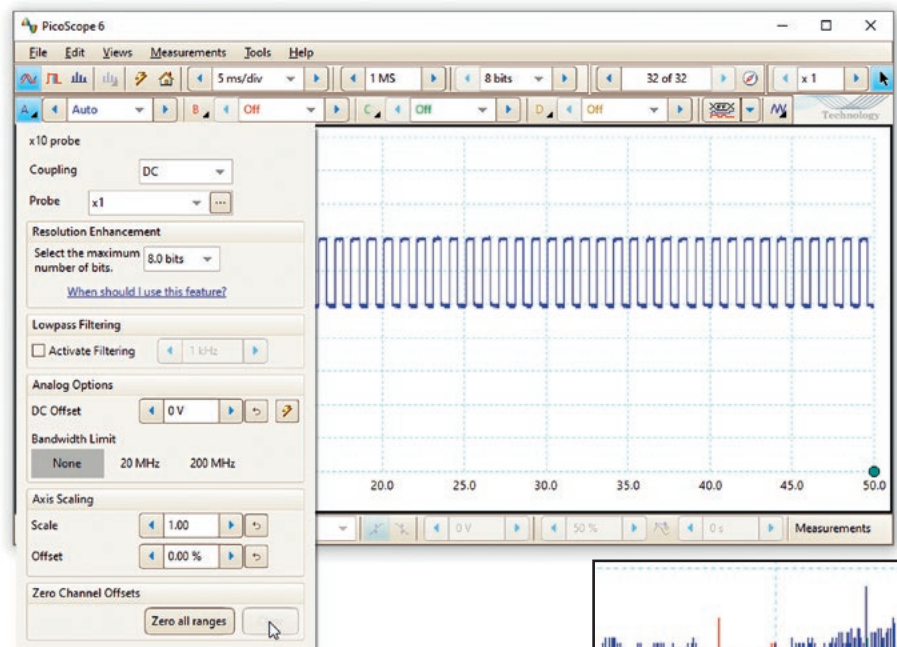 PicoScope 6
File Edit Views Measurements Tools Help
5 ms/div 1 MS 8 bits 32 of 32 x 1
A Auto B Off C Off D Off Technology
x10 probe
Coupling DC
Probe x1 ...
Resolution Enhancement
Select the maximum number of bits. 8.0 bits
When should I use this feature?
Lowpass Filtering
Activate Filtering 1 kHz
Analog Options
DC Offset 0 V
Bandwidth Limit
None 20 MHz 200 MHz
Axis Scaling
Scale 1.00
Offset 0.00 %
Zero Channel Offsets
Zero all ranges
20.0 25.0 30.0 35.0 40.0 45.0 50.0
0 V 50 % 0 s Measurements